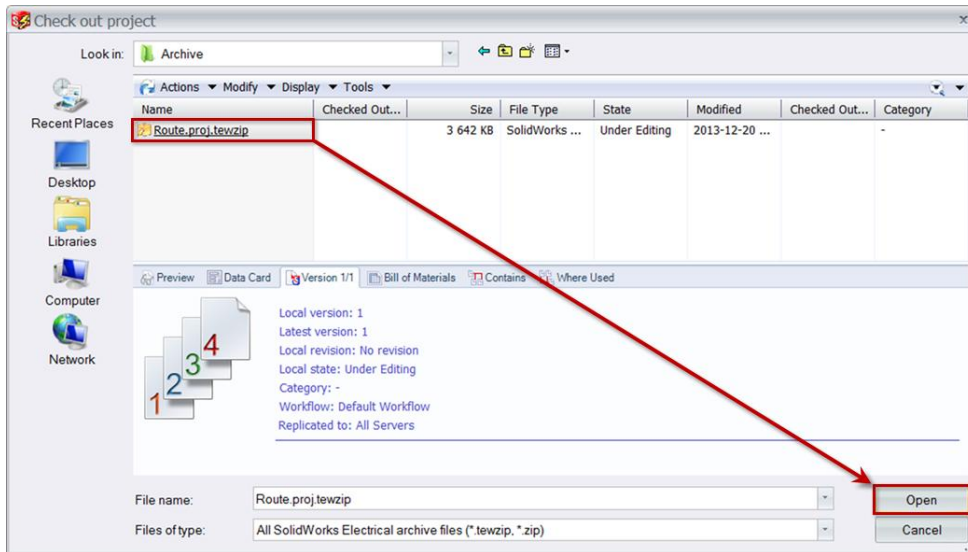 Check out project
Look in: Archive
Actions Modify Display Tools
Name Checked Out... Size File Type State Modified Checked Out... Category
Route.proj.tewzip 3 642 KB SolidWorks ... Under Editing 2013-12-20 ... -
Recent Places
Desktop
Libraries
Computer
Network
Preview Data Card Version 1/1 Bill of Materials Contains Where Used
1 2 3 4
Local version: 1
Latest version: 1
Local revision: No revision
Local state: Under Editing
Category: -
Workflow: Default Workflow
Replicated to: All Servers
File name: Route.proj.tewzip Open
Files of type: All SolidWorks Electrical archive files (*.tewzip, *.zip) Cancel